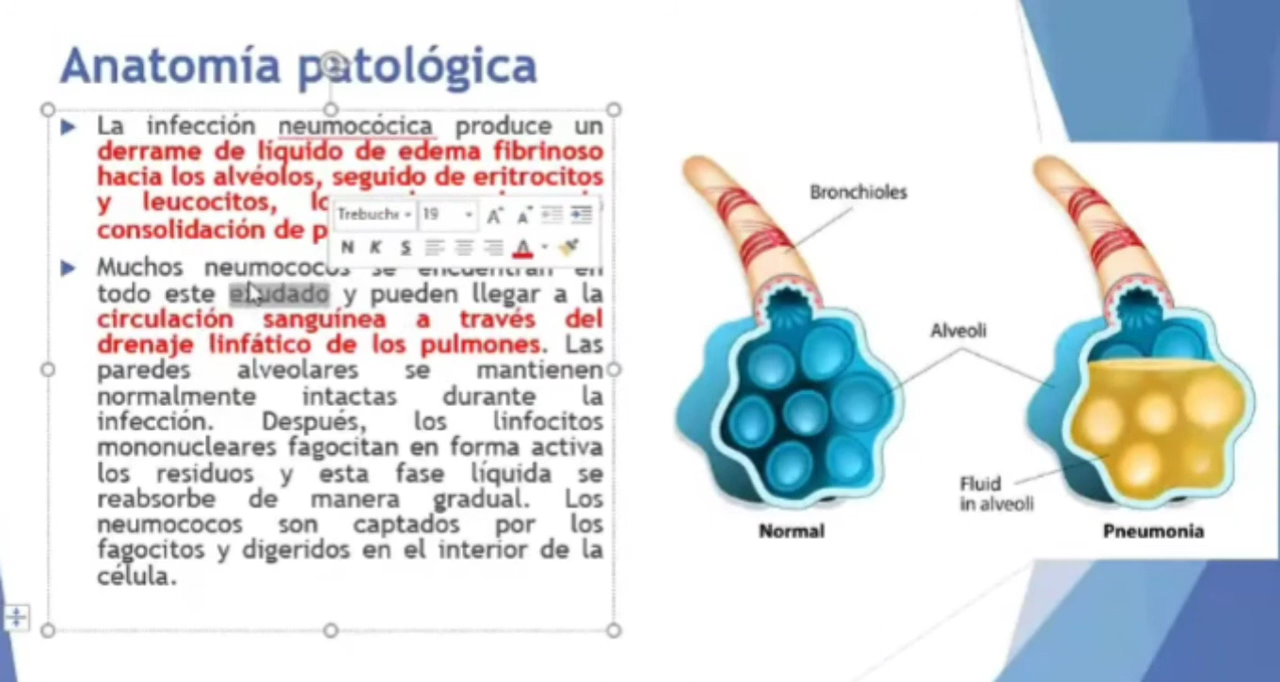 Anatomía patológica
La infección neumocócica produce un
derrame de líquido de edema fibrinoso
hacia los alvéolos, seguido de eritrocitos
y leucocitos,
consolidación de
Muchos neumococos se encuentran en
todo este exudado y pueden llegar a la
circulación sanguínea a través del
drenaje linfático de los pulmones. Las
paredes alveolares se mantienen
normalmente intactas durante la
infección. Después, los linfocitos
mononucleares fagocitan en forma activa
los residuos y esta fase líquida se
reabsorbe de manera gradual. Los
neumococos son captados por los
fagocitos y digeridos en el interior de la
célula.
Trebuche 19 A A
N K S A
Bronchioles
Alveoli
Fluid
in alveoli
Normal
Pneumonia